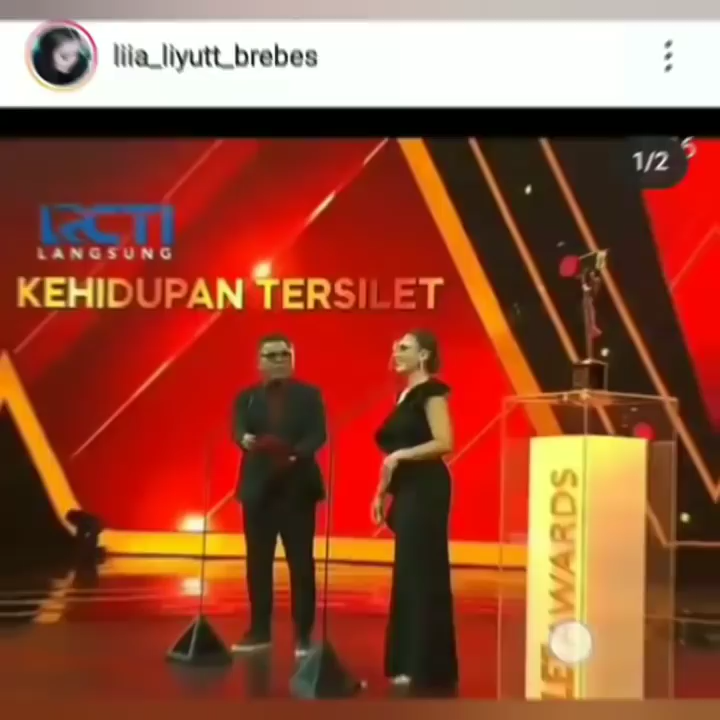 liia_liyutt_brebes
1/2
RCTI
LANGSUNG
KEHIDUPAN TERSILET
AWARDS